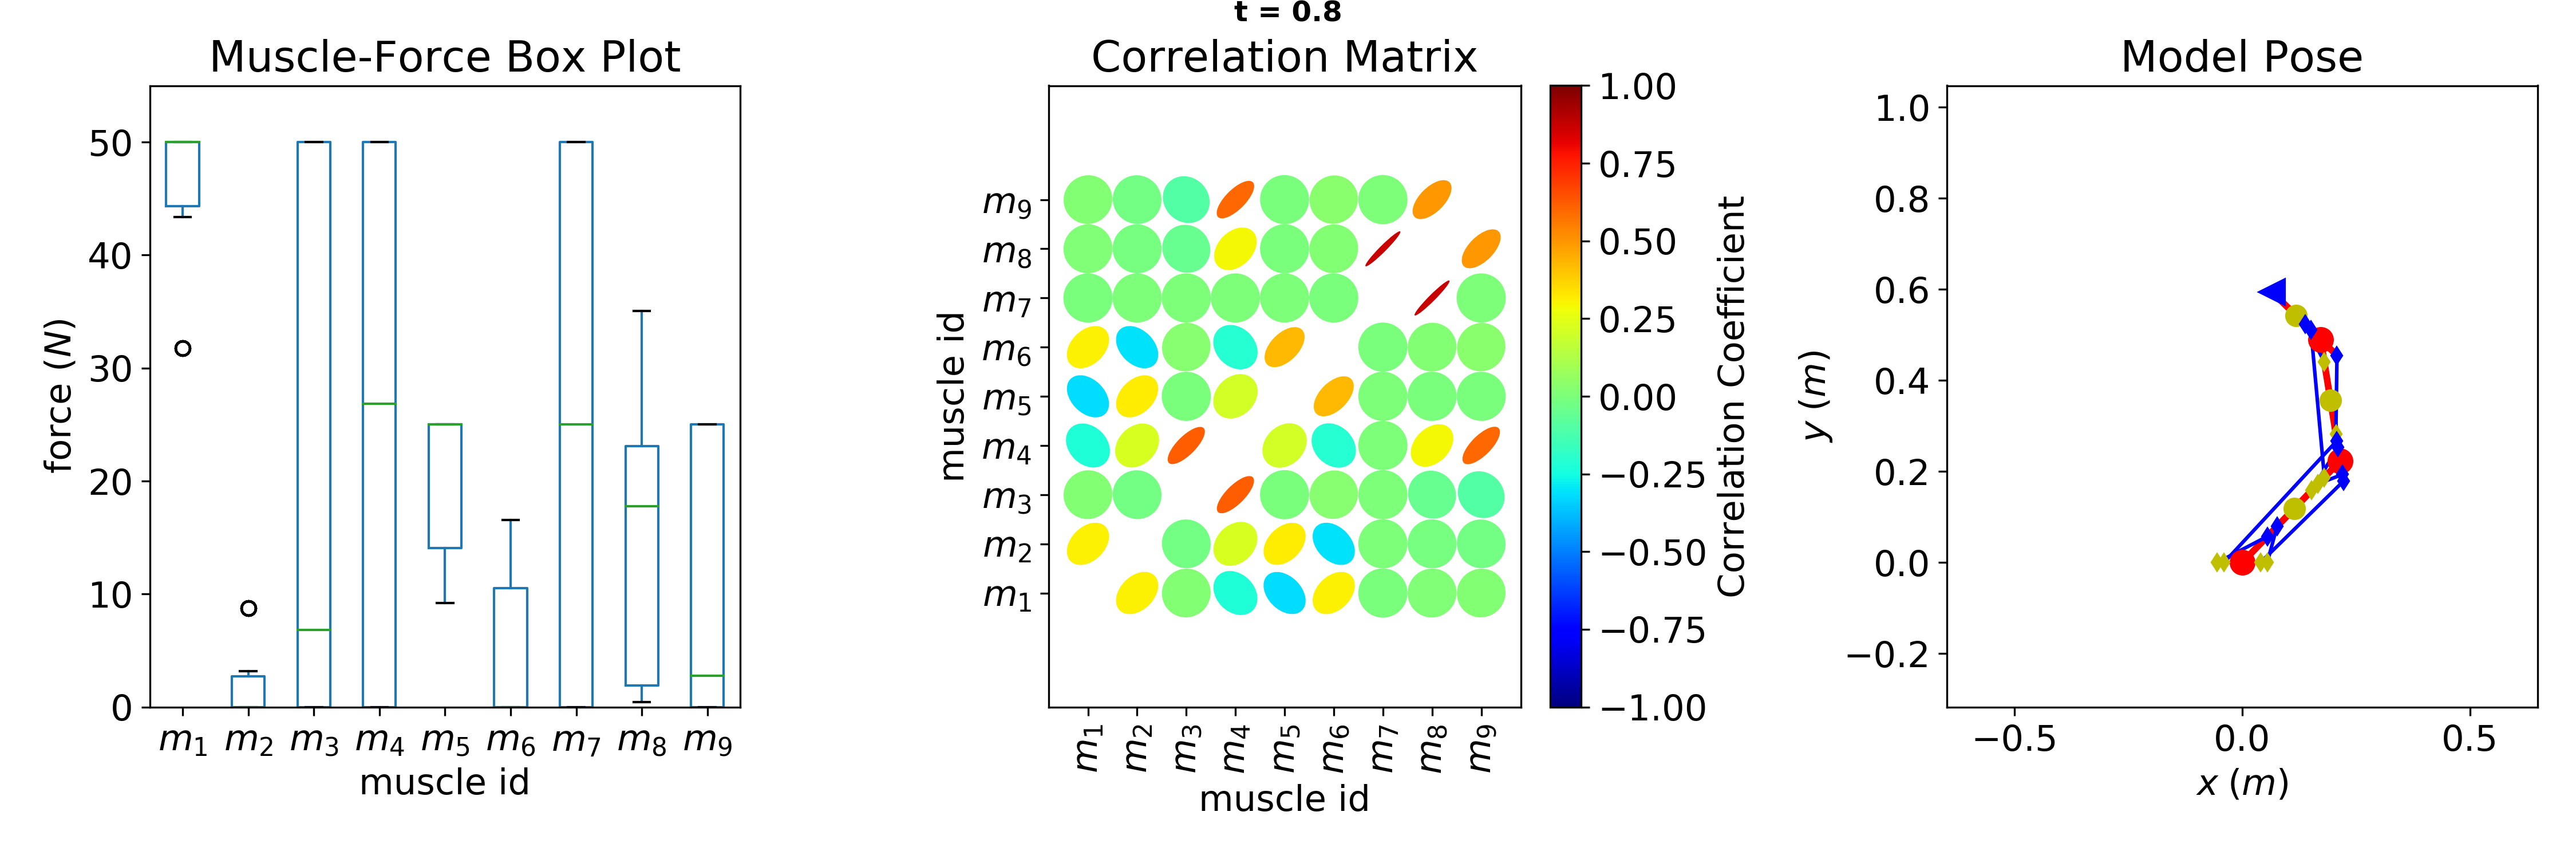 Muscle-Force Box Plot
force (N)
50
40
30
20
10
0
m₁ m₂ m₃ m₄ m₅ m₆ m₇ m₈ m₉
muscle id
t = 0.8
Correlation Matrix
muscle id
m₉
m₈
m₇
m₆
m₅
m₄
m₃
m₂
m₁
m₁ m₂ m₃ m₄ m₅ m₆ m₇ m₈ m₉
muscle id
1.00
0.75
0.50
0.25
0.00
−0.25
−0.50
−0.75
−1.00
Correlation Coefficient
Model Pose
y (m)
1.0
0.8
0.6
0.4
0.2
0.0
−0.2
−0.5 0.0 0.5
x (m)